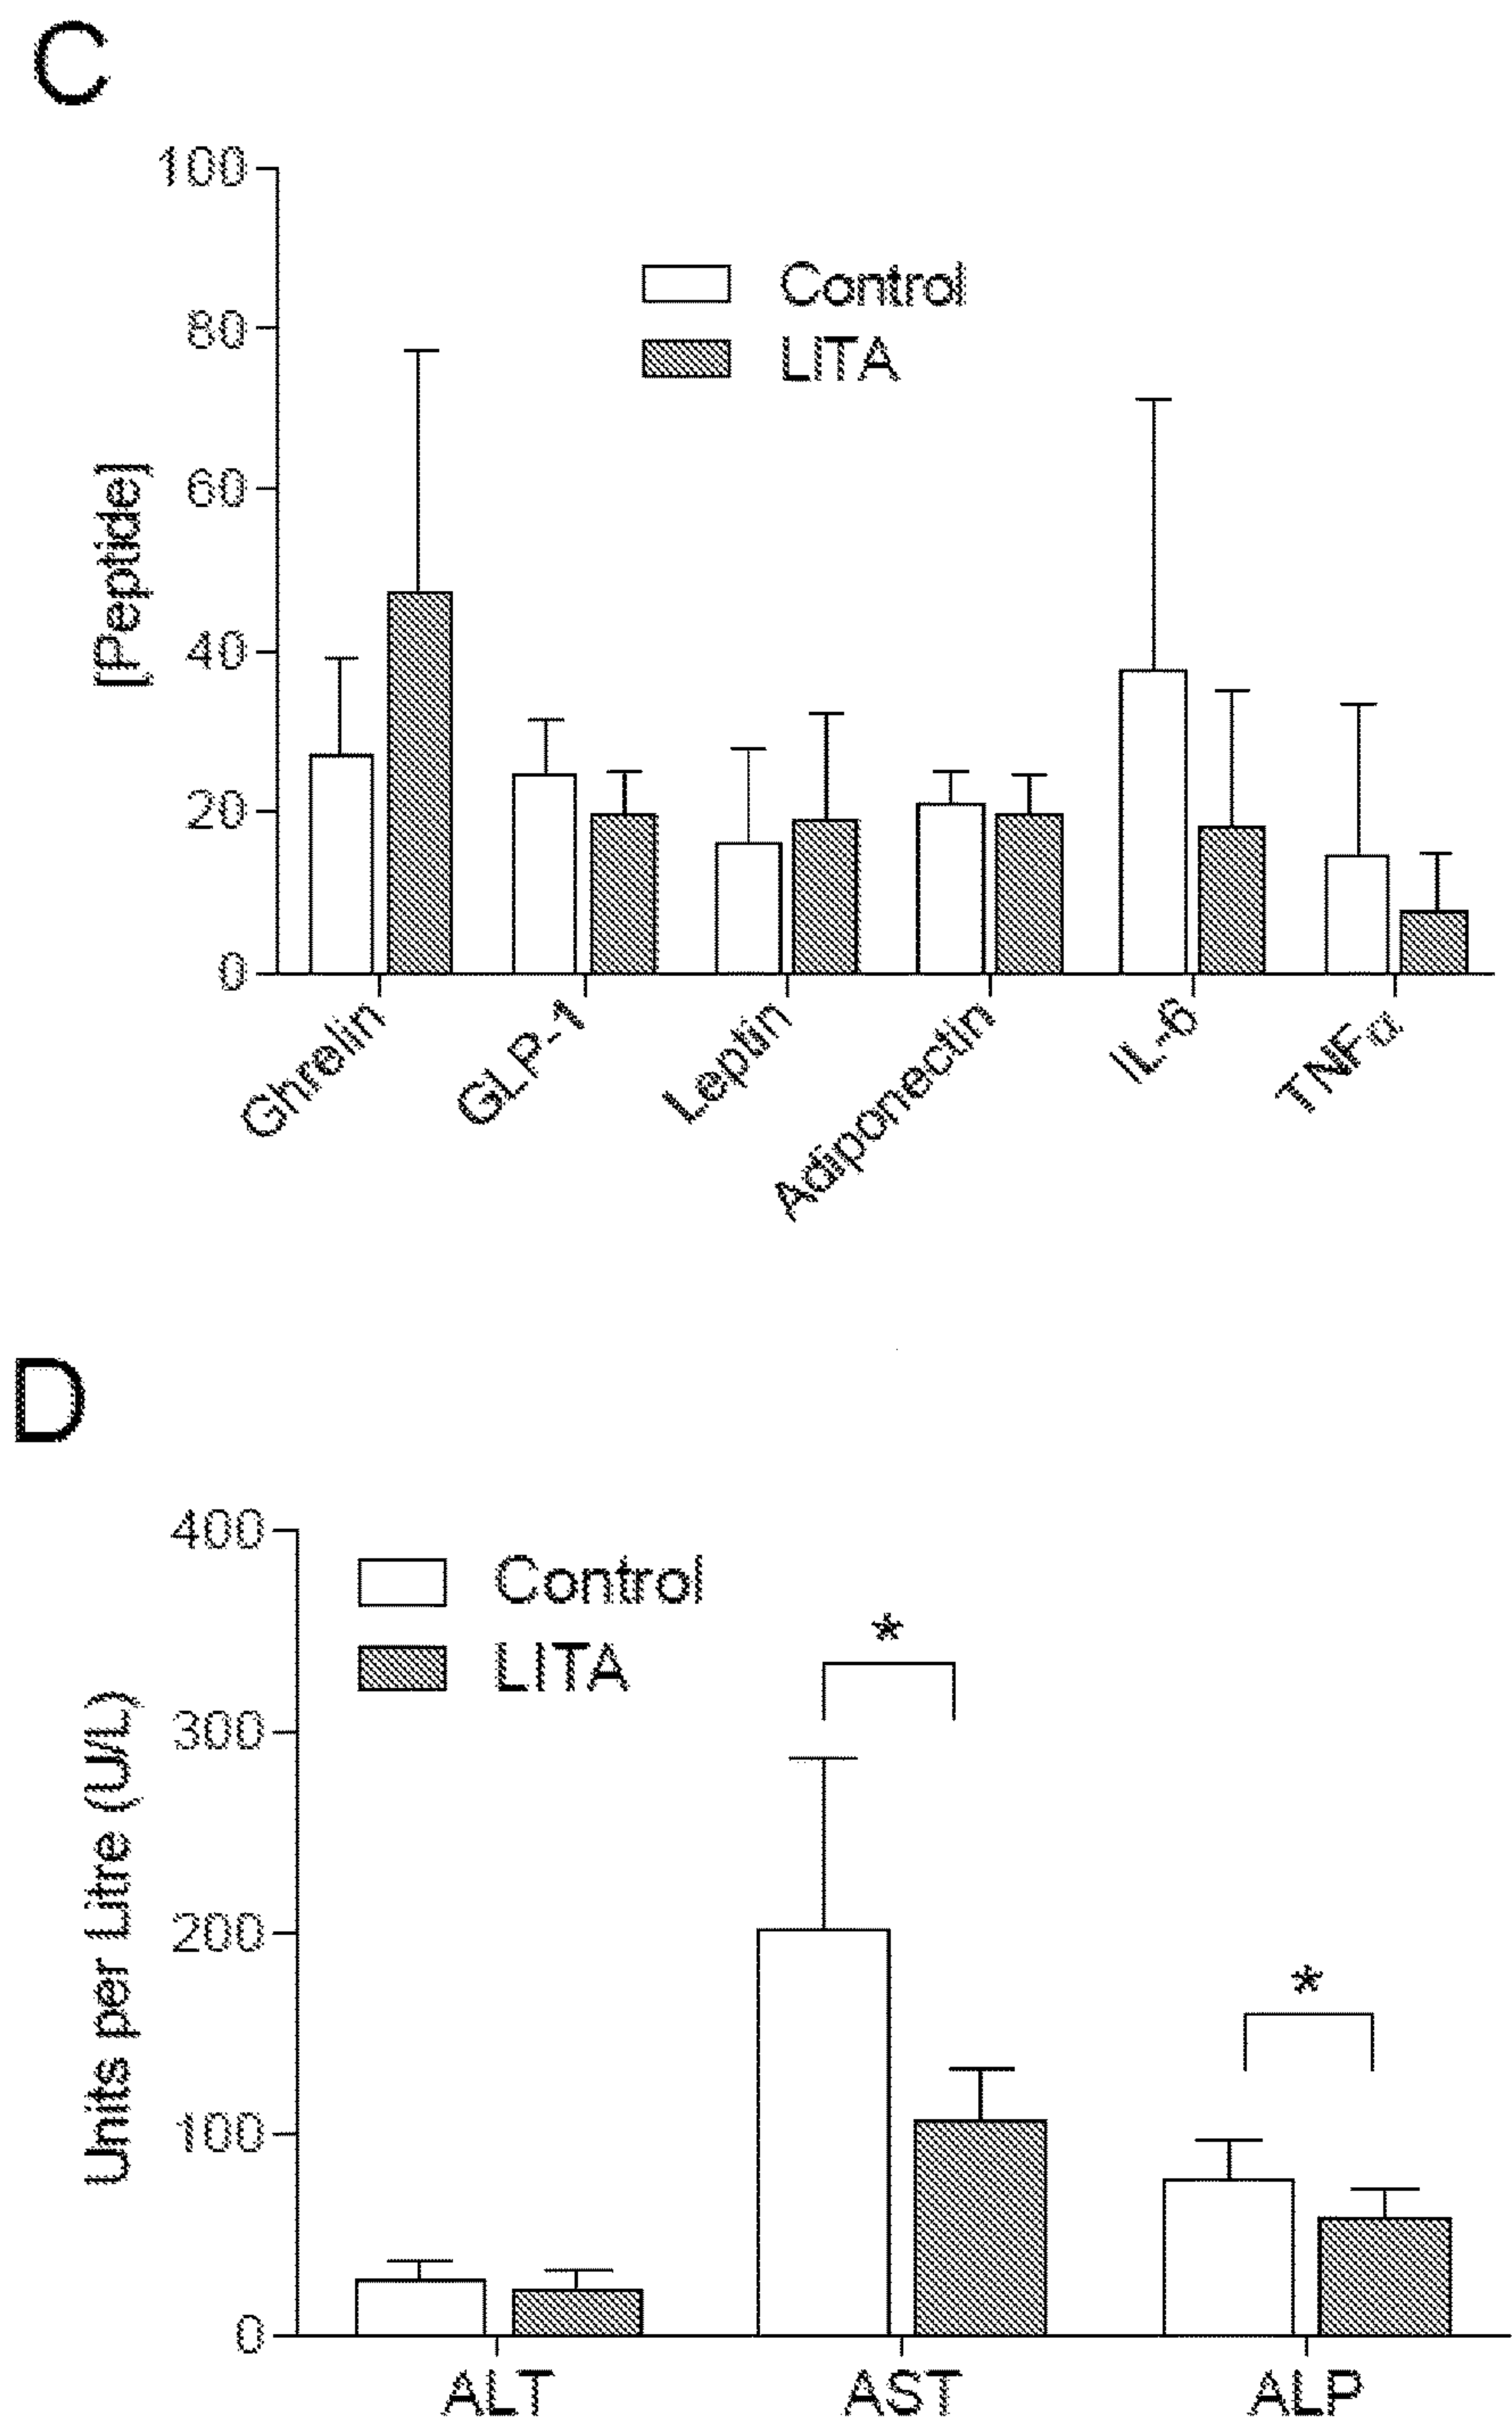 C
100
80
60
40
20
0
[Peptide]
Control
LITA
Ghrelin
GLP-1
Leptin
Adiponectin
IL-6
TNFα
D
400
300
200
100
0
Units per Litre (U/L)
Control
LITA
*
*
ALT
AST
ALP